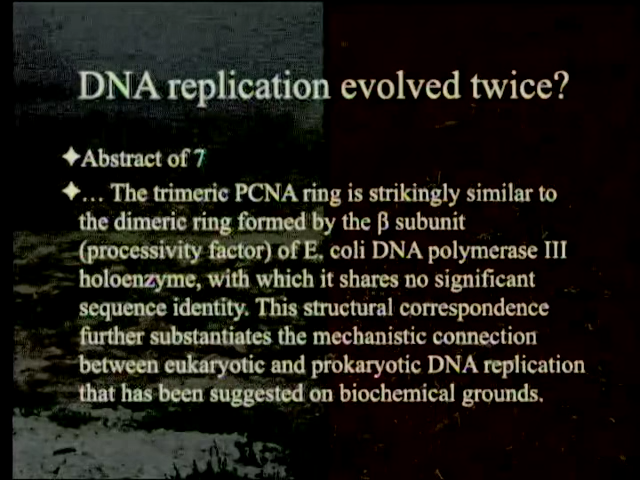 DNA replication evolved twice?
✦Abstract of 7
✦... The trimeric PCNA ring is strikingly similar to
the dimeric ring formed by the β subunit
(processivity factor) of E. coli DNA polymerase III
holoenzyme, with which it shares no significant
sequence identity. This structural correspondence
further substantiates the mechanistic connection
between eukaryotic and prokaryotic DNA replication
that has been suggested on biochemical grounds.